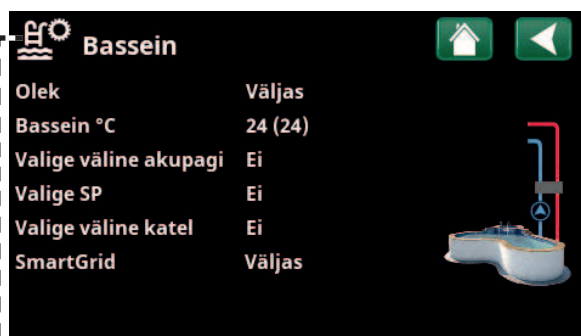 Bassein
Olek Väljas
Bassein °C 24 (24)
Valige väline akupagi Ei
Valige SP Ei
Valige väline katel Ei
SmartGrid Väljas